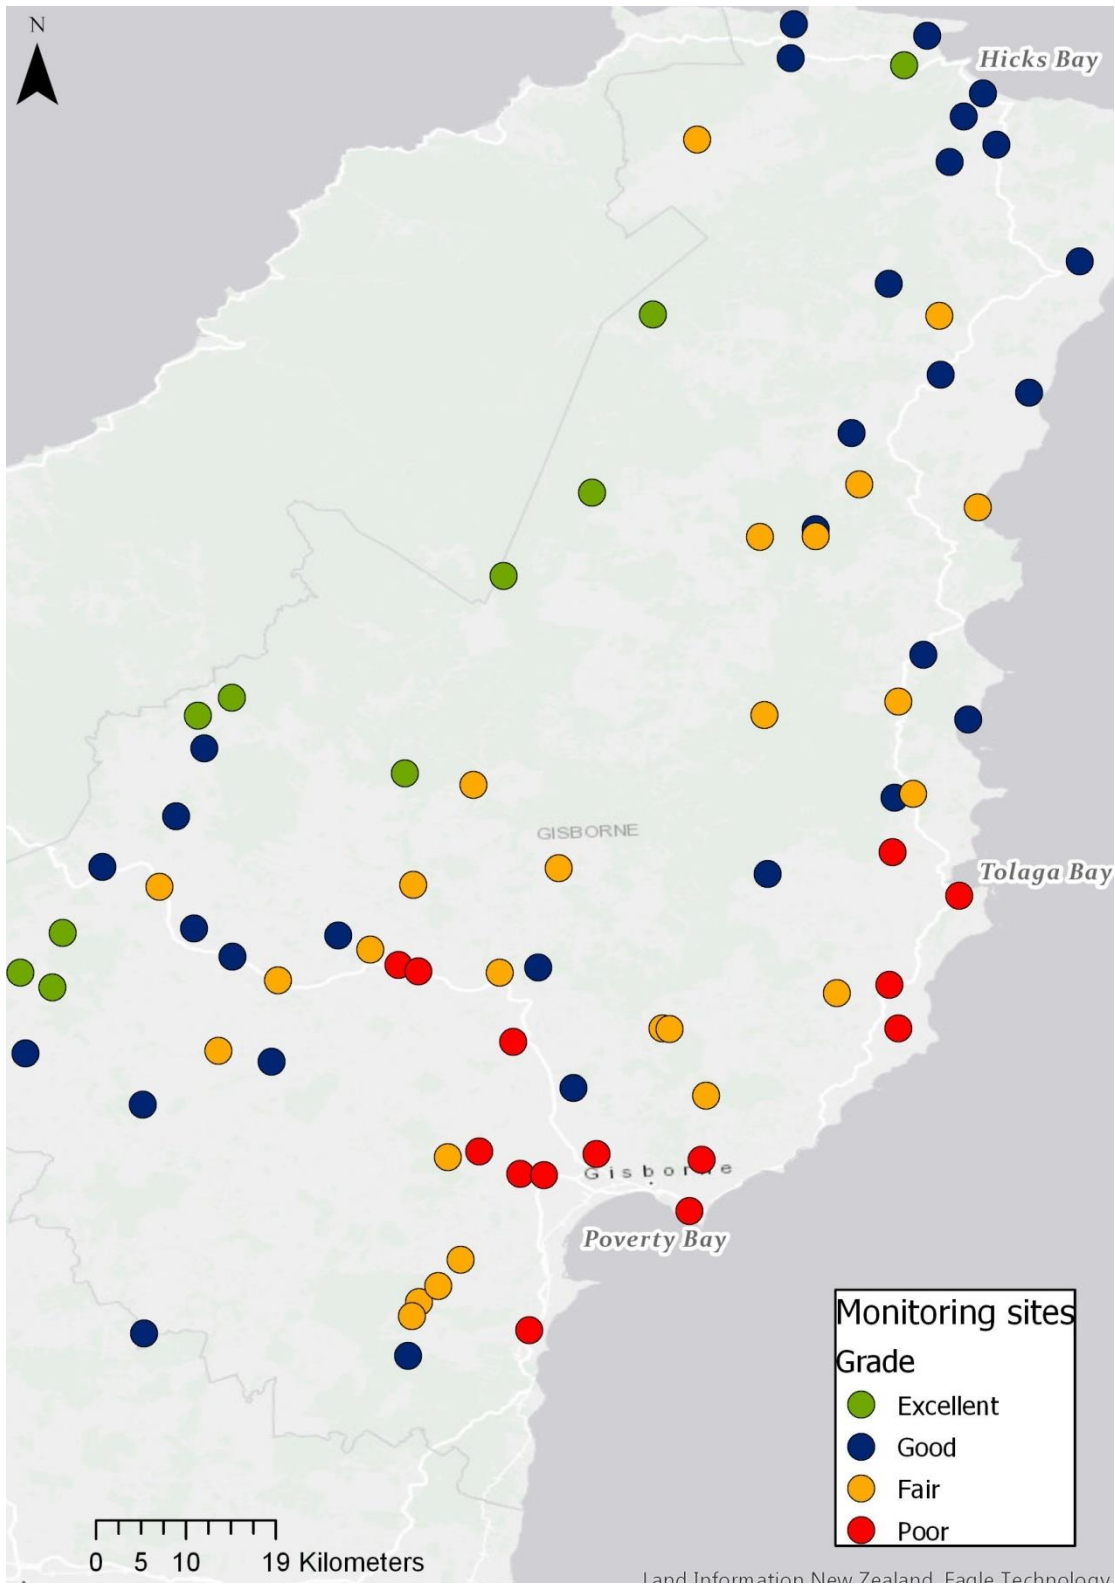 N
Hicks Bay
GISBORNE
Tolaga Bay
Gisborne
Poverty Bay
Monitoring sites
Grade
Excellent
Good
Fair
Poor
0 5 10 19 Kilometers
Land Information New Zealand, Eagle Technology